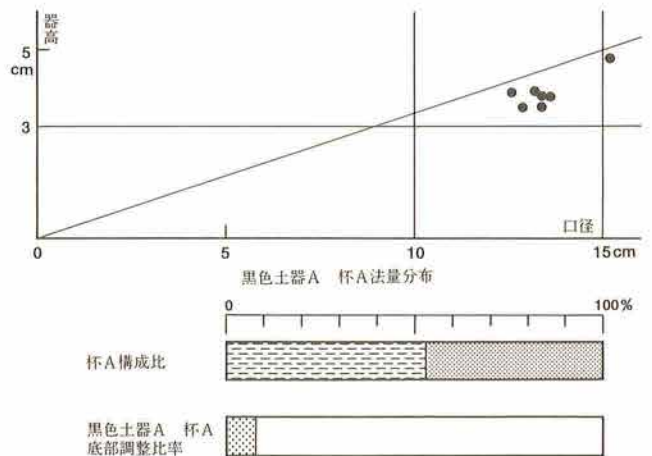 器高
5
cm
3
口径
0
5
10
15cm
黒色土器A 杯A法量分布
0
100%
杯A構成比
黒色土器A 杯A
底部調整比率